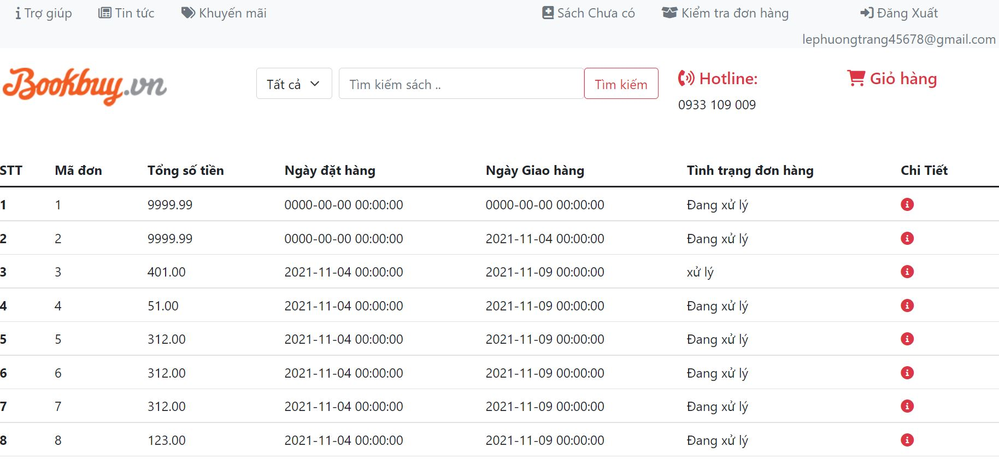 Trợ giúp Tin tức Khuyến mãi Sách Chưa có Kiểm tra đơn hàng Đăng Xuất
lephuongtrang45678@gmail.com
Bookbuy.vn Tất cả Tìm kiếm sách .. Tìm kiếm Hotline: Giỏ hàng
0933 109 009
STT Mã đơn Tổng số tiền Ngày đặt hàng Ngày Giao hàng Tình trạng đơn hàng Chi Tiết
1 1 9999.99 0000-00-00 00:00:00 0000-00-00 00:00:00 Đang xử lý
2 2 9999.99 0000-00-00 00:00:00 2021-11-04 00:00:00 Đang xử lý
3 3 401.00 2021-11-04 00:00:00 2021-11-09 00:00:00 xử lý
4 4 51.00 2021-11-04 00:00:00 2021-11-09 00:00:00 Đang xử lý
5 5 312.00 2021-11-04 00:00:00 2021-11-09 00:00:00 Đang xử lý
6 6 312.00 2021-11-04 00:00:00 2021-11-09 00:00:00 Đang xử lý
7 7 312.00 2021-11-04 00:00:00 2021-11-09 00:00:00 Đang xử lý
8 8 123.00 2021-11-04 00:00:00 2021-11-09 00:00:00 Đang xử lý